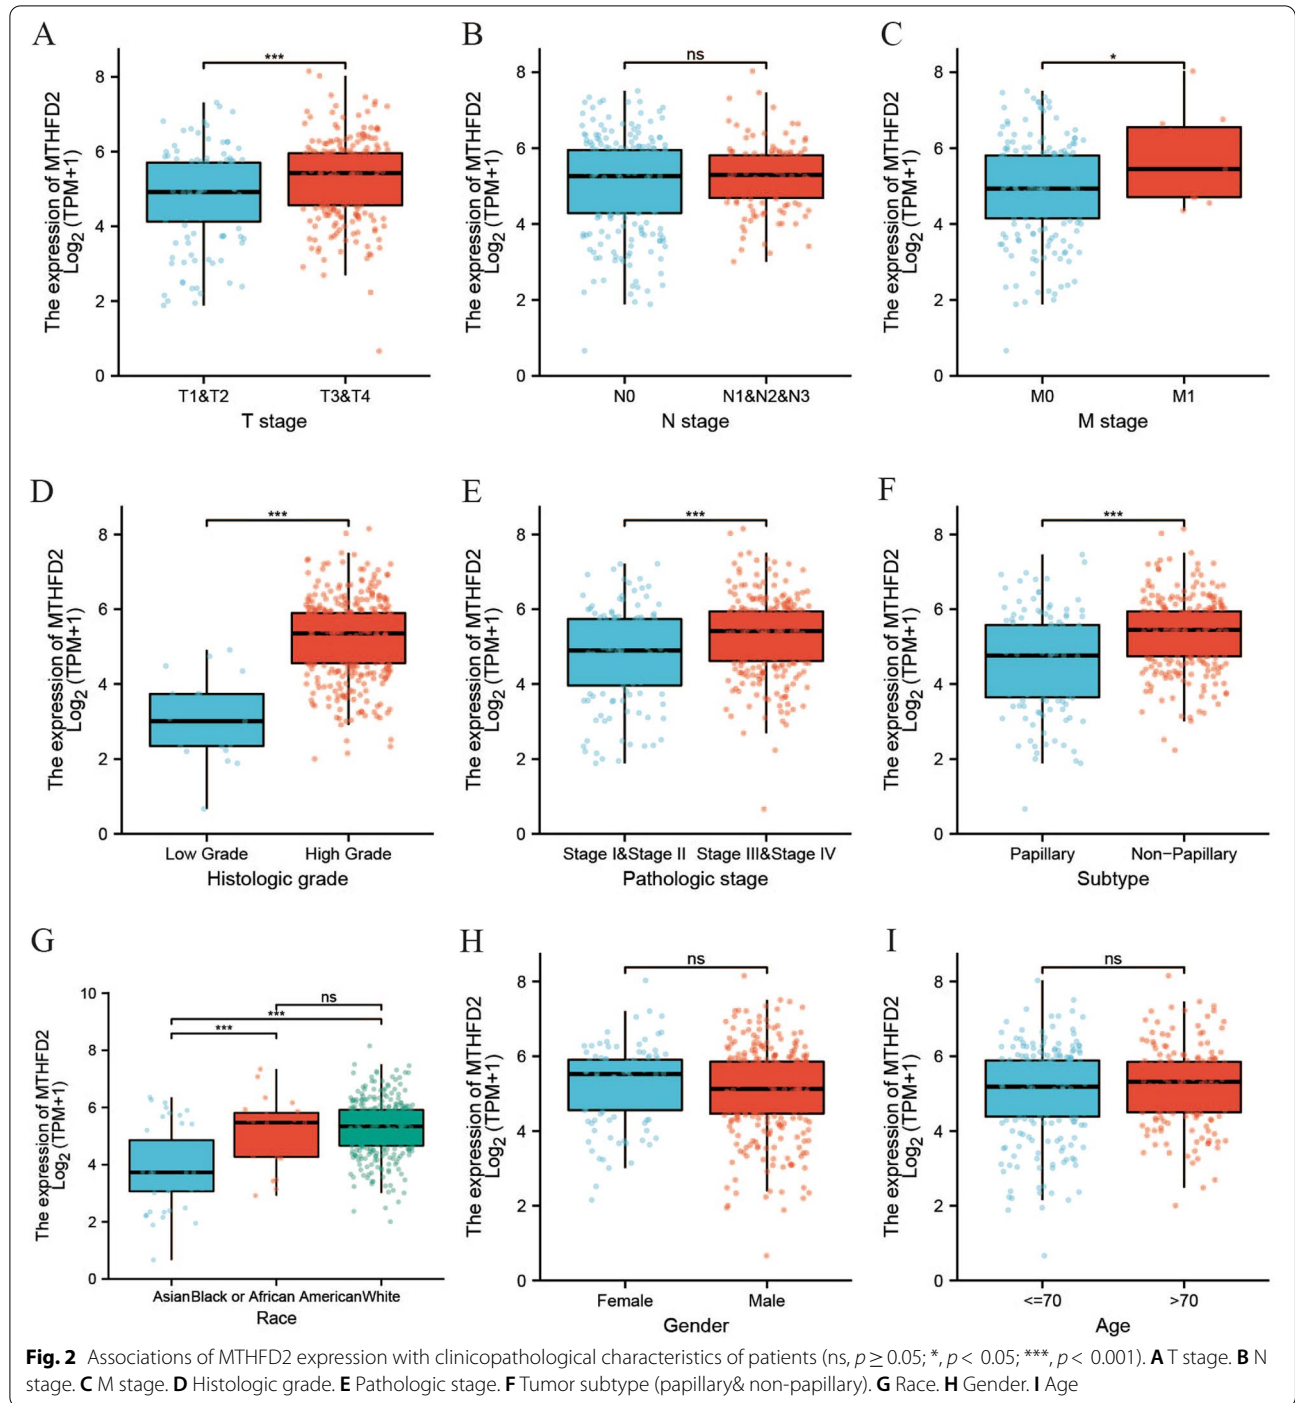 A
The expression of MTHFD2
Log2 (TPM+1)
8
6
4
2
0
***
T1&T2
T3&T4
T stage
B
The expression of MTHFD2
Log2 (TPM+1)
8
6
4
2
0
ns
N0
N1&N2&N3
N stage
C
The expression of MTHFD2
Log2 (TPM+1)
8
6
4
2
0
*
M0
M1
M stage
D
The expression of MTHFD2
Log2 (TPM+1)
8
6
4
2
0
***
Low Grade
High Grade
Histologic grade
E
The expression of MTHFD2
Log2 (TPM+1)
8
6
4
2
0
***
Stage I&Stage II
Stage III&Stage IV
Pathologic stage
F
The expression of MTHFD2
Log2 (TPM+1)
8
6
4
2
0
***
Papillary
Non-Papillary
Subtype
G
The expression of MTHFD2
Log2 (TPM+1)
10
8
6
4
2
0
ns
***
***
Asian
Black or African American
White
Race
H
The expression of MTHFD2
Log2 (TPM+1)
8
6
4
2
0
ns
Female
Male
Gender
I
The expression of MTHFD2
Log2 (TPM+1)
8
6
4
2
0
ns
<=70
>70
Age
Fig. 2 Associations of MTHFD2 expression with clinicopathological characteristics of patients (ns, p ≥ 0.05; *, p < 0.05; ***, p < 0.001). A T stage. B N
stage. C M stage. D Histologic grade. E Pathologic stage. F Tumor subtype (papillary& non-papillary). G Race. H Gender. I Age